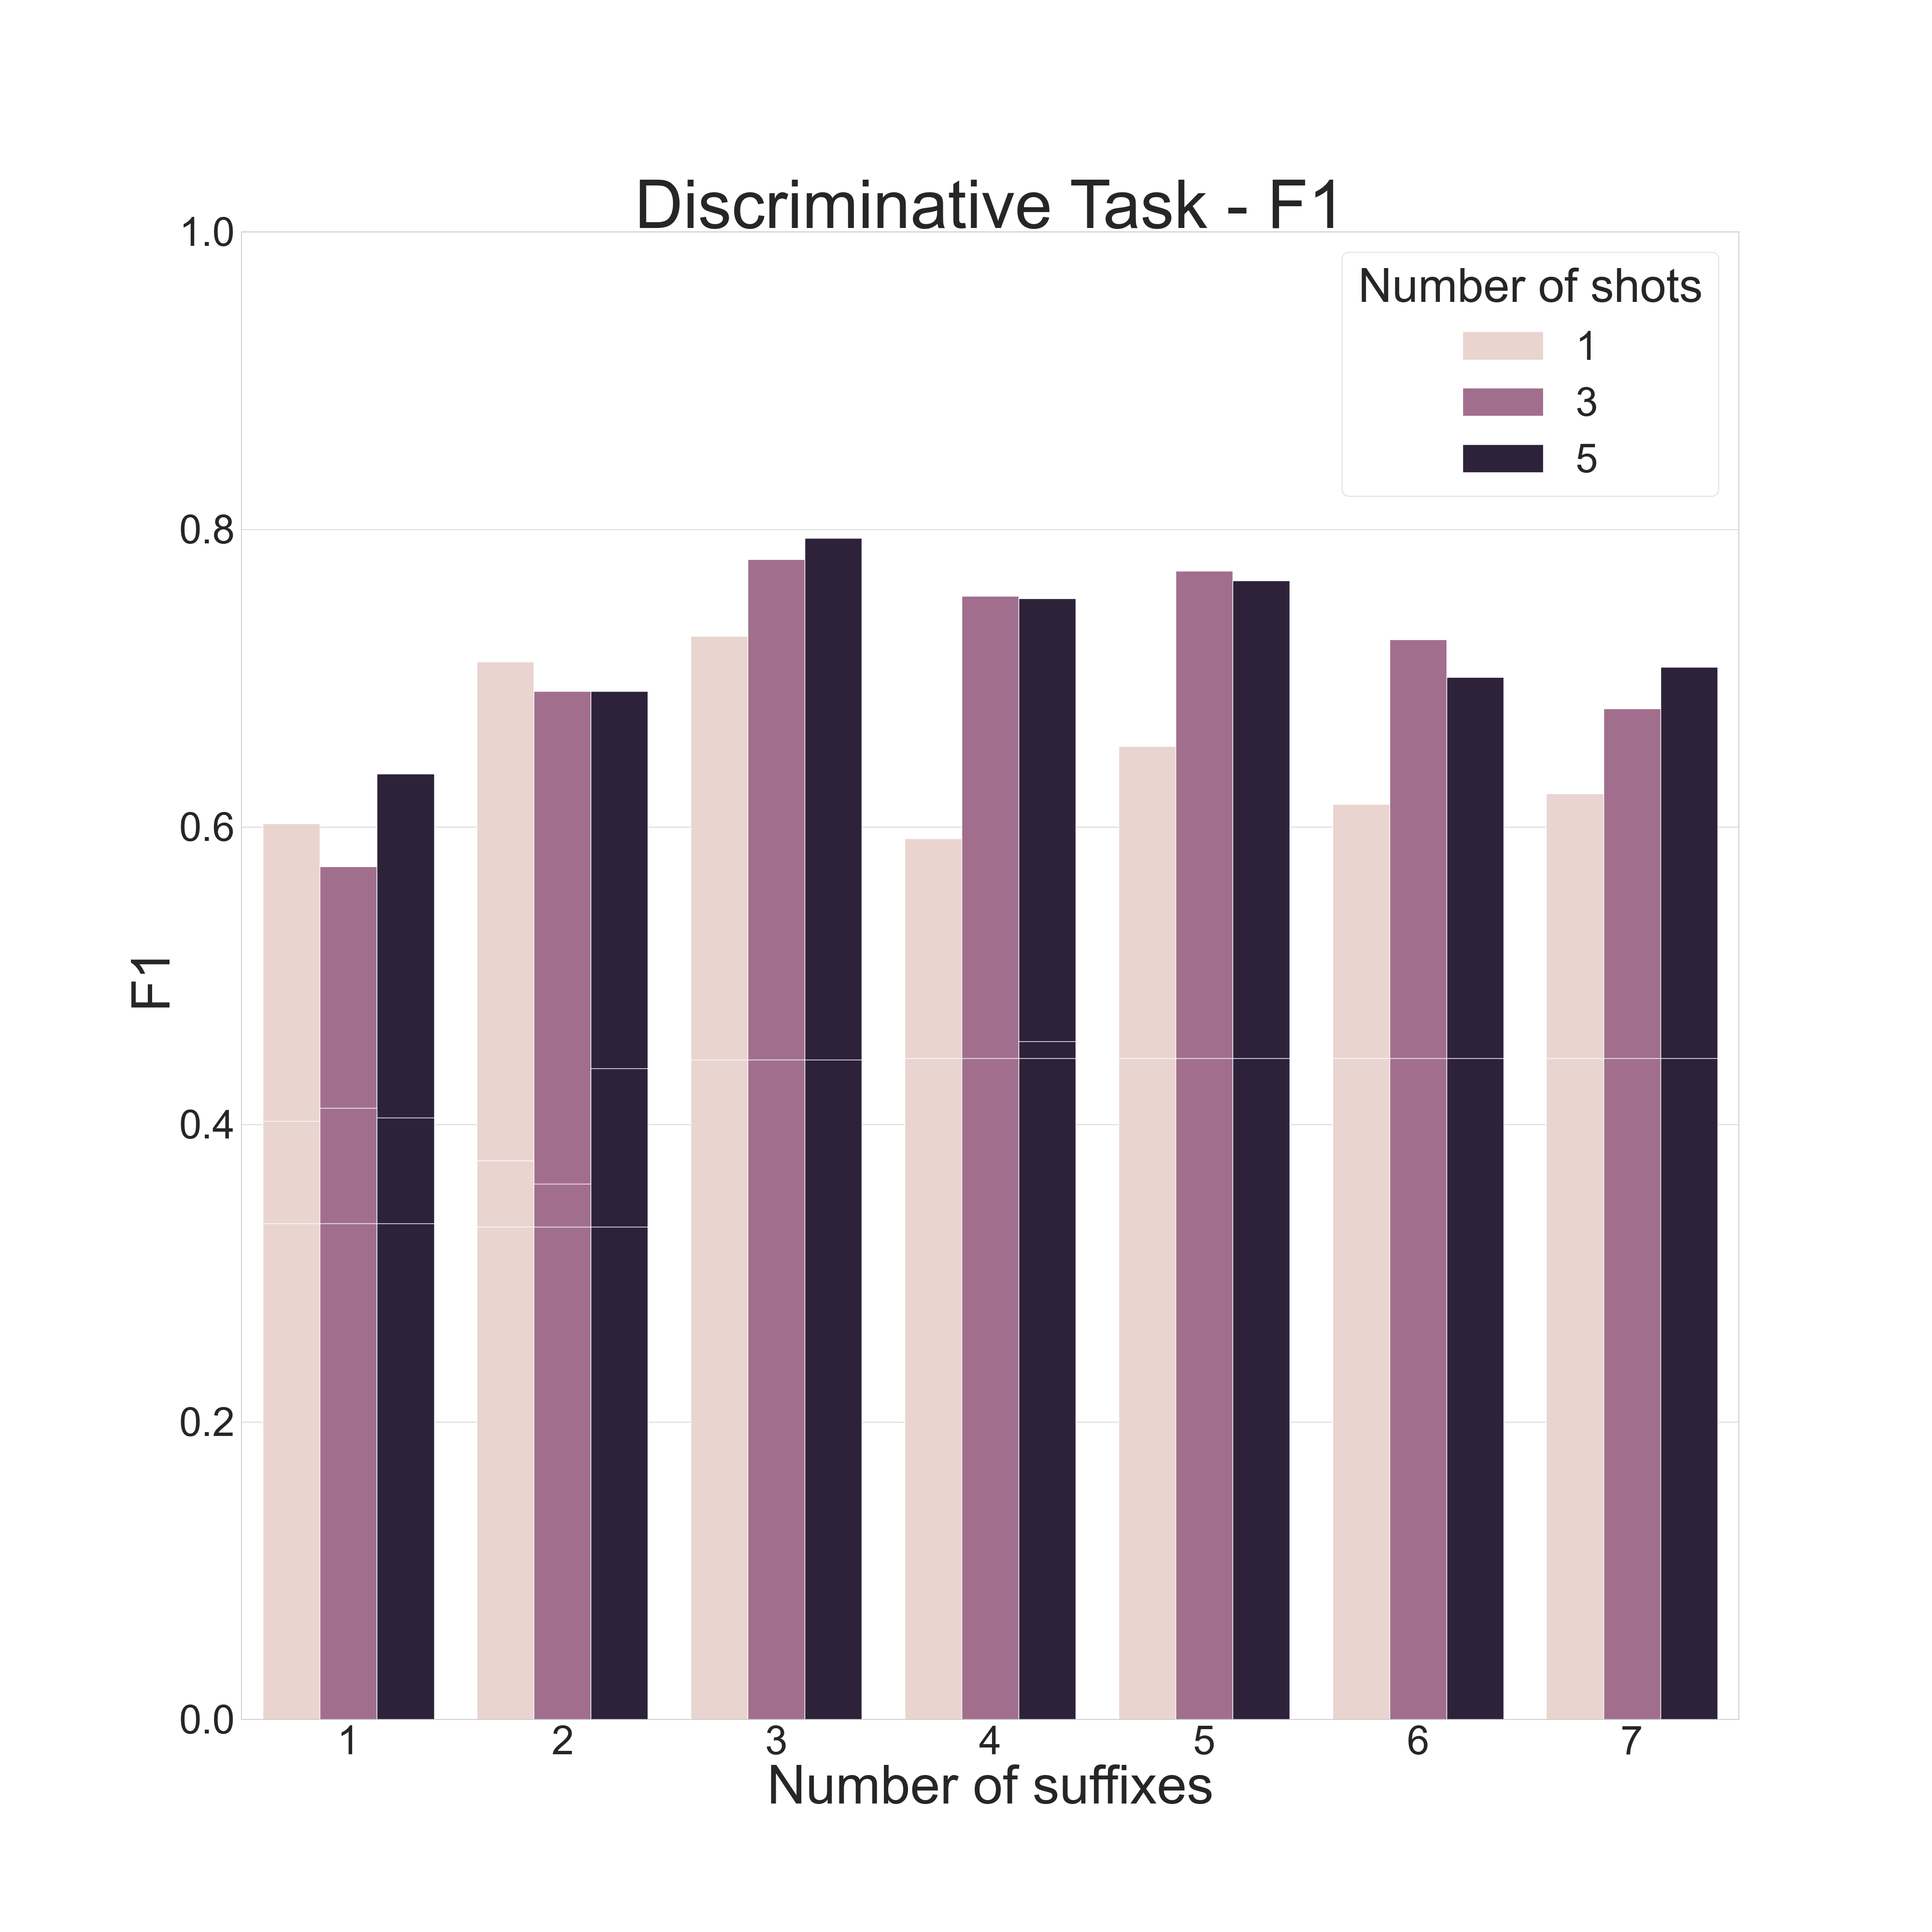 Discriminative Task - F1
1.0
0.8
0.6
0.4
0.2
0.0
F1
Number of shots
1
3
5
1 2 3 4 5 6 7
Number of suffixes